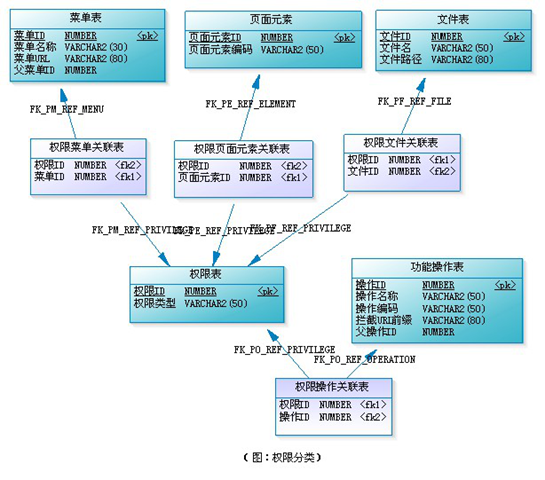 菜单表
菜单ID NUMBER <pk>
菜单名称 VARCHAR2(30)
菜单URL VARCHAR2(80)
父菜单ID NUMBER
页面元素
页面元素ID NUMBER <pk>
页面元素编码 VARCHAR2(50)
文件表
文件ID NUMBER <pk>
文件名 VARCHAR2(50)
文件路径 VARCHAR2(80)
FK_PM_REF_MENU
FK_PE_REF_ELEMENT
FK_PF_REF_FILE
权限菜单关联表
权限ID NUMBER <fk2>
菜单ID NUMBER <fk1>
权限页面元素关联表
权限ID NUMBER <fk2>
页面元素ID NUMBER <fk1>
权限文件关联表
权限ID NUMBER <fk1>
文件ID NUMBER <fk2>
FK_PM_REF_PRIVILEGE
FK_PE_REF_PRIVILEGE
FK_PF_REF_PRIVILEGE
权限表
权限ID NUMBER <pk>
权限类型 VARCHAR2(50)
功能操作表
操作ID NUMBER <pk>
操作名称 VARCHAR2(50)
操作编码 VARCHAR2(50)
拦截URL前缀 VARCHAR2(80)
父操作ID NUMBER
FK_PO_REF_PRIVILEGE
FK_PO_REF_OPERATION
权限操作关联表
权限ID NUMBER <fk1>
操作ID NUMBER <fk2>
(图：权限分类)